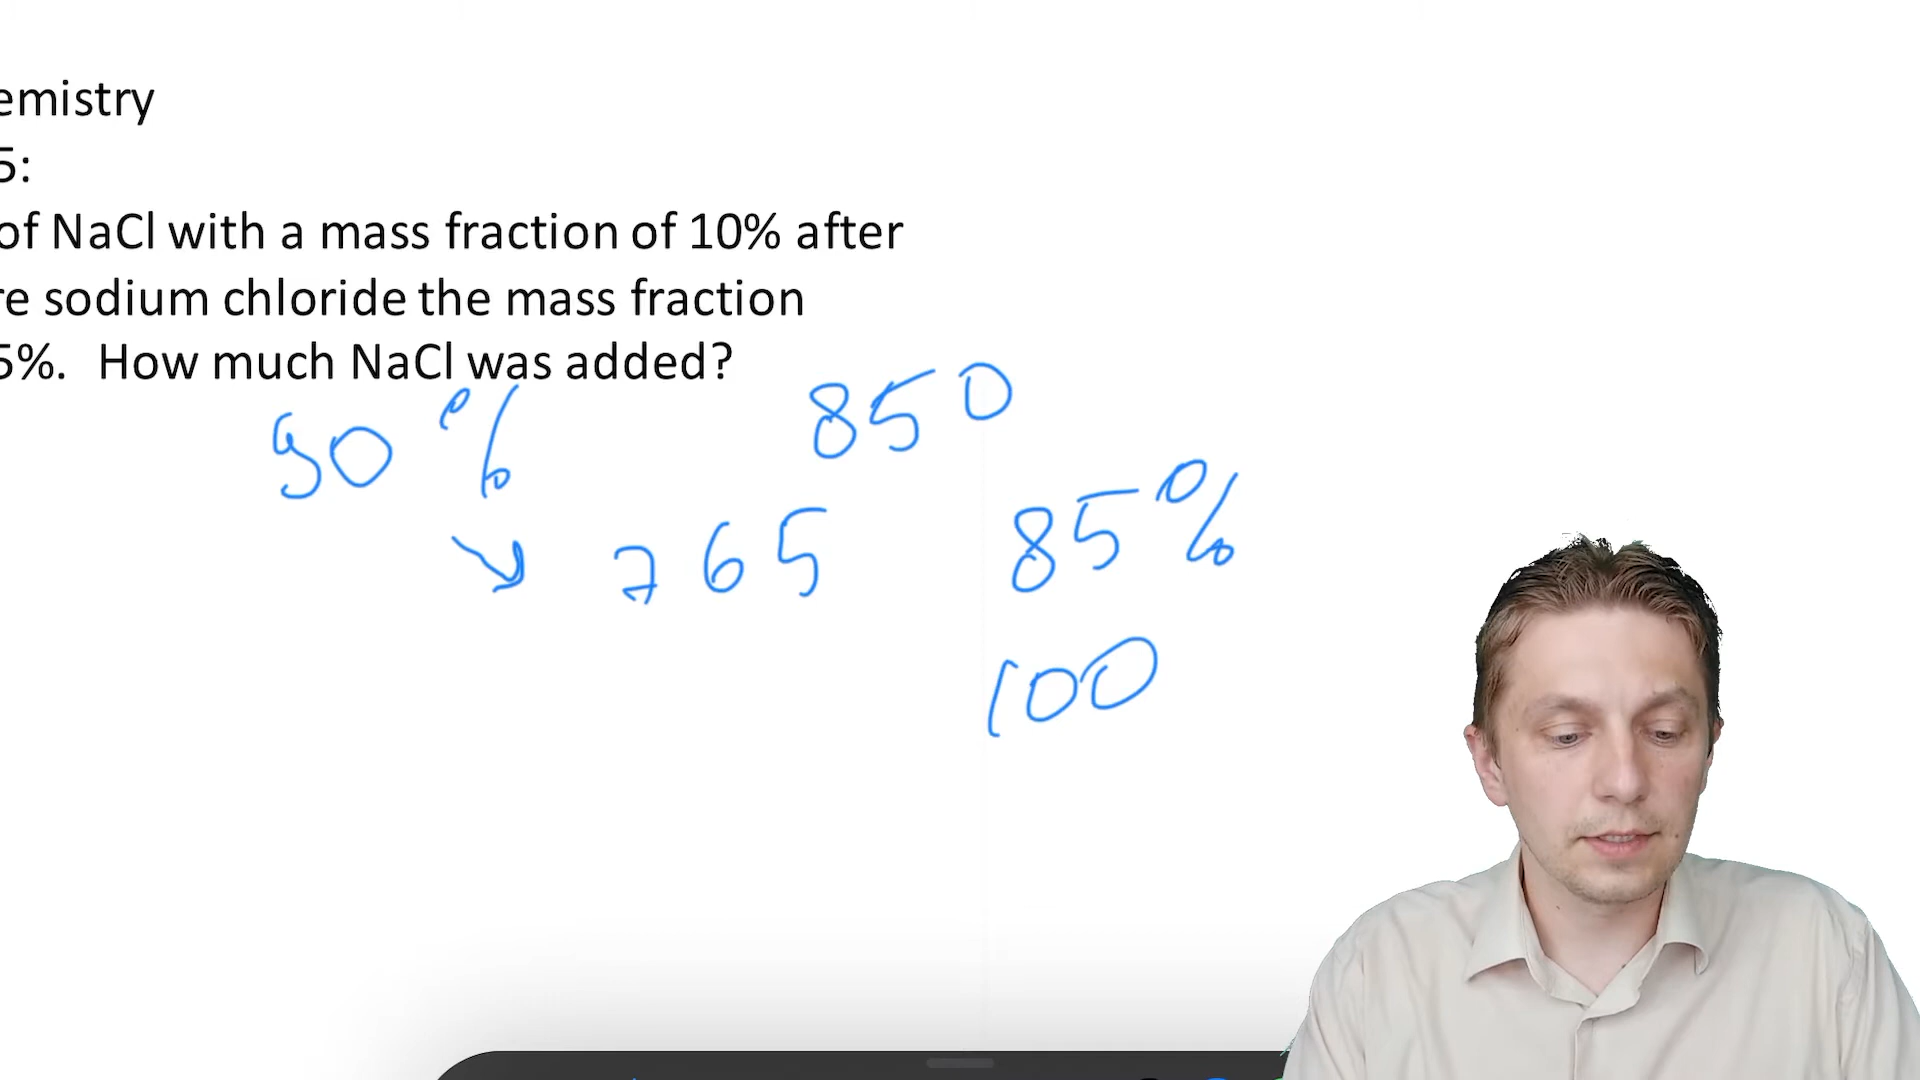 emistry
5:
of NaCl with a mass fraction of 10% after
re sodium chloride the mass fraction
5%. How much NaCl was added?
850
90%
85%
765
100